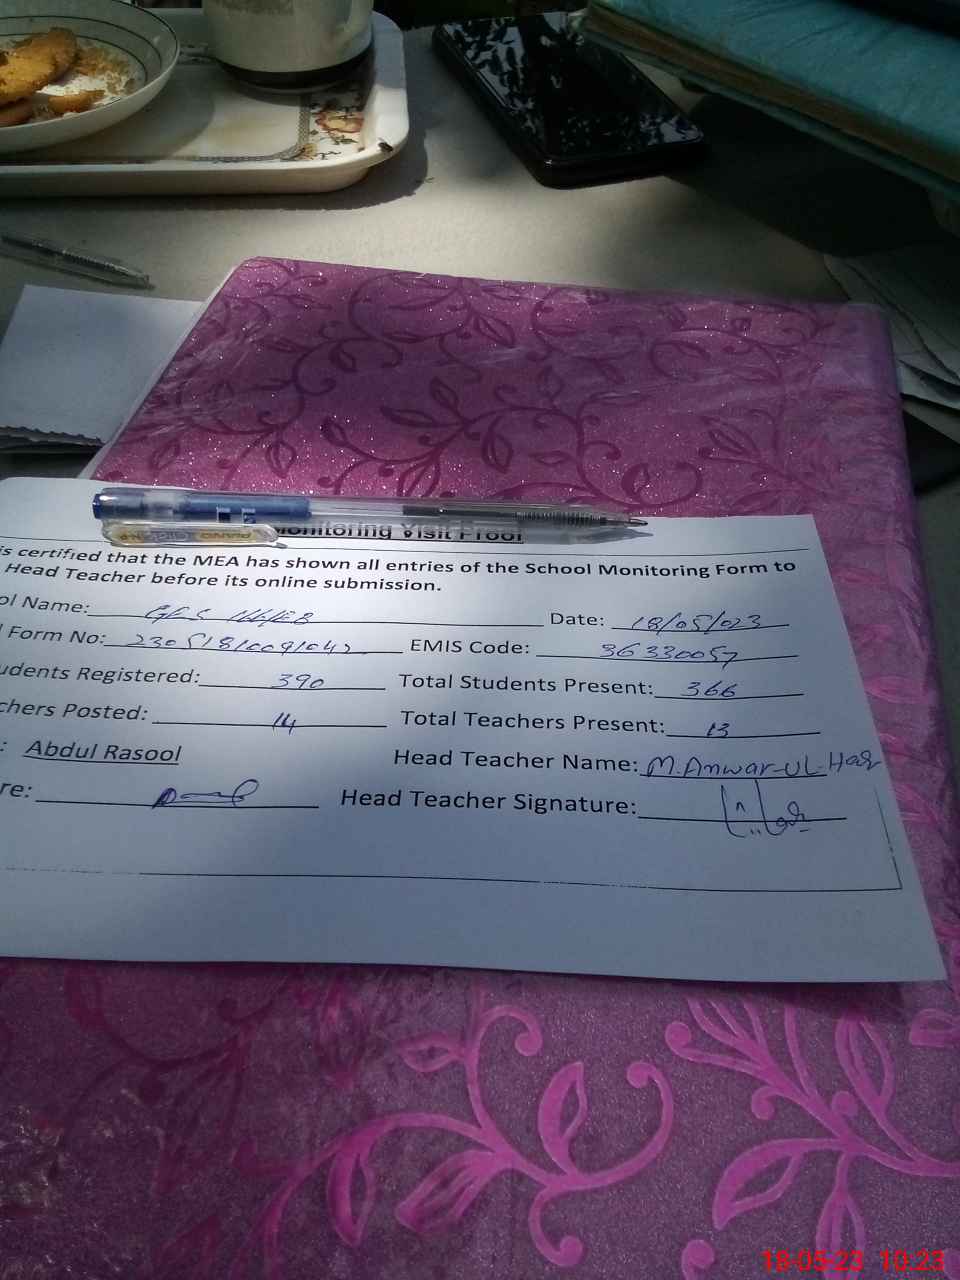 Monitoring Visit Proof
is certified that the MEA has shown all entries of the School Monitoring Form to
Head Teacher before its online submission.
ol Name: GES Date: 18/05/023
l Form No: EMIS Code: 36330057
udents Registered: 390 Total Students Present: 366
chers Posted: 14 Total Teachers Present: 13
: Abdul Rasool Head Teacher Name: M.Anwar-UL-Haq
re: Head Teacher Signature:
18-05-23 10:23